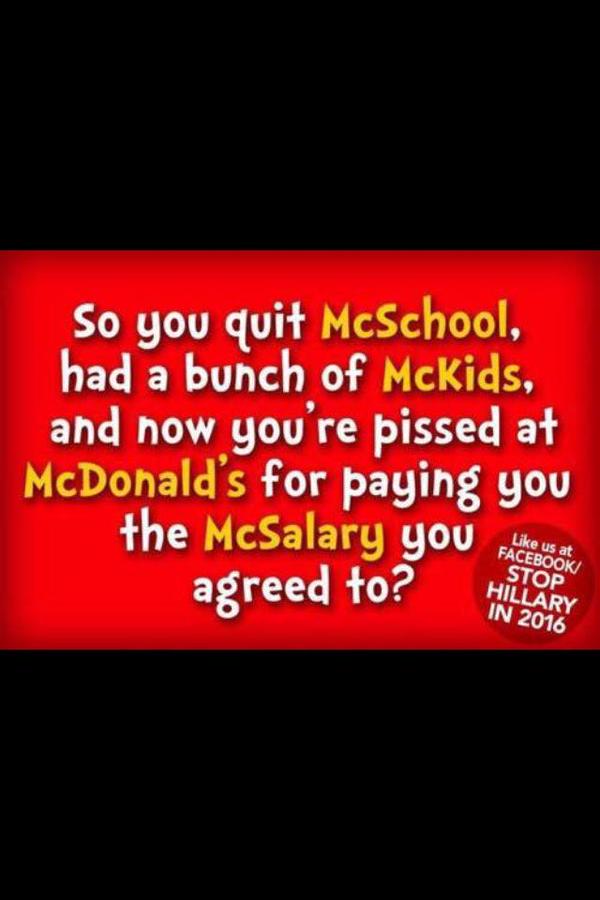 So you quit McSchool,
had a bunch of McKids,
and now you're pissed at
McDonald's for paying you
the McSalary you
agreed to?
Like us at
FACEBOOK/
STOP
HILLARY
IN 2016